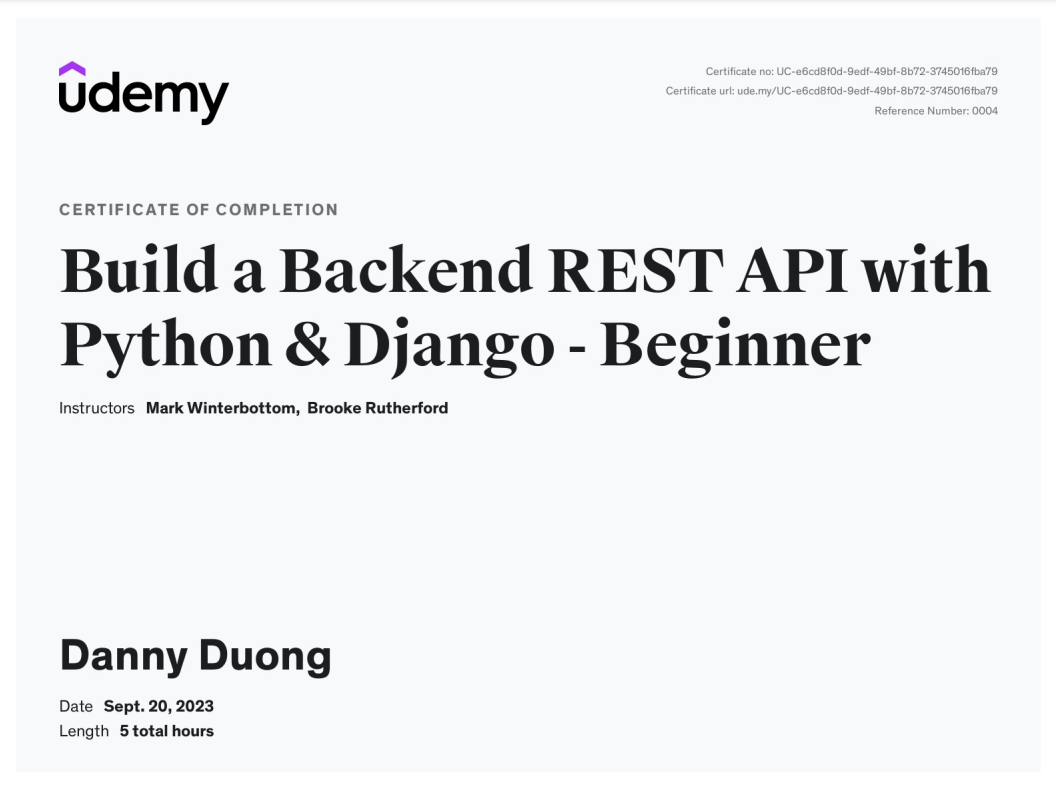 udemy
Certificate no: UC-e6cd8f0d-9edf-49bf-8b72-3745016fba79
Certificate url: ude.my/UC-e6cd8f0d-9edf-49bf-8b72-3745016fba79
Reference Number: 0004
CERTIFICATE OF COMPLETION
Build a Backend REST API with
Python & Django - Beginner
Instructors Mark Winterbottom, Brooke Rutherford
Danny Duong
Date Sept. 20, 2023
Length 5 total hours